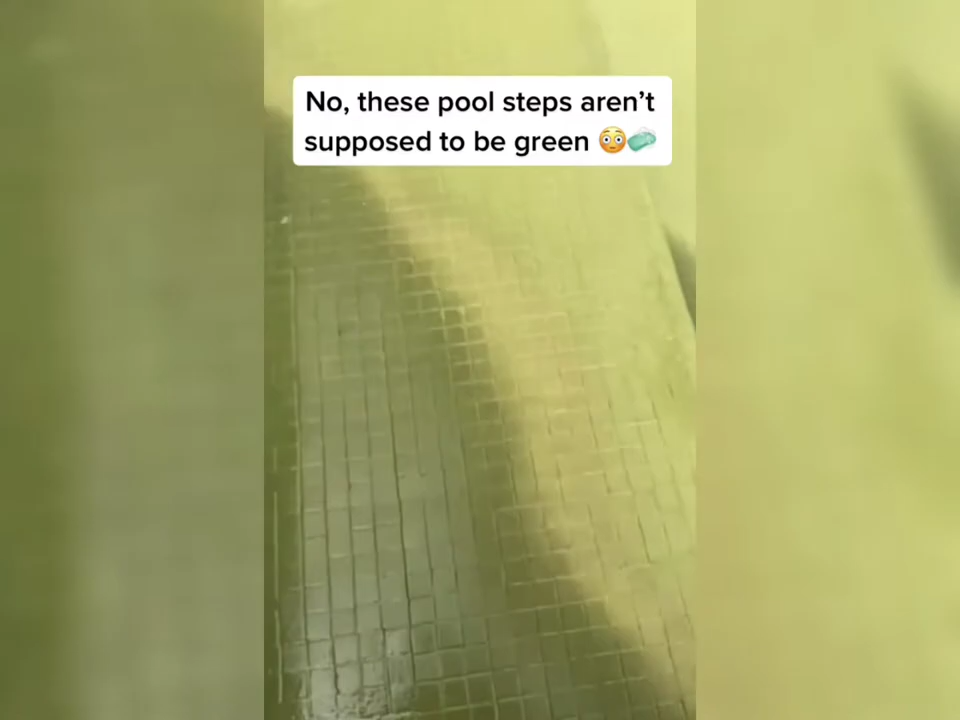 No, these pool steps aren’t
supposed to be green 😳🧼